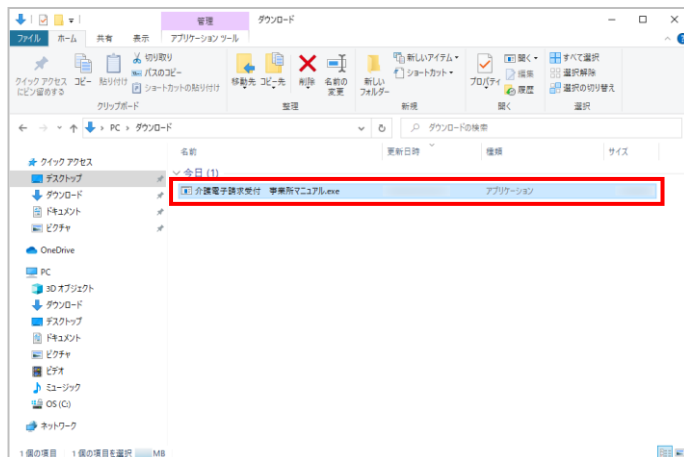 管理 ダウンロード
ファイル ホーム 共有 表示 アプリケーション ツール
クイック アクセスにピン留めする
コピー
貼り付け
切り取り
パスのコピー
ショートカットの貼り付け
クリップボード
移動先
コピー先
削除
名前の変更
整理
新しいフォルダー
新しいアイテム
ショートカット
新規
プロパティ
開く
編集
履歴
開く
すべて選択
選択解除
選択の切り替え
選択
PC › ダウンロード
ダウンロードの検索
名前 更新日時 種類 サイズ
今日 (1)
介護電子請求受付 事業所マニュアル.exe アプリケーション
クイック アクセス
デスクトップ
ダウンロード
ドキュメント
ピクチャ
OneDrive
PC
3D オブジェクト
ダウンロード
デスクトップ
ドキュメント
ピクチャ
ビデオ
ミュージック
OS (C:)
ネットワーク
1 個の項目 1 個の項目を選択 MB